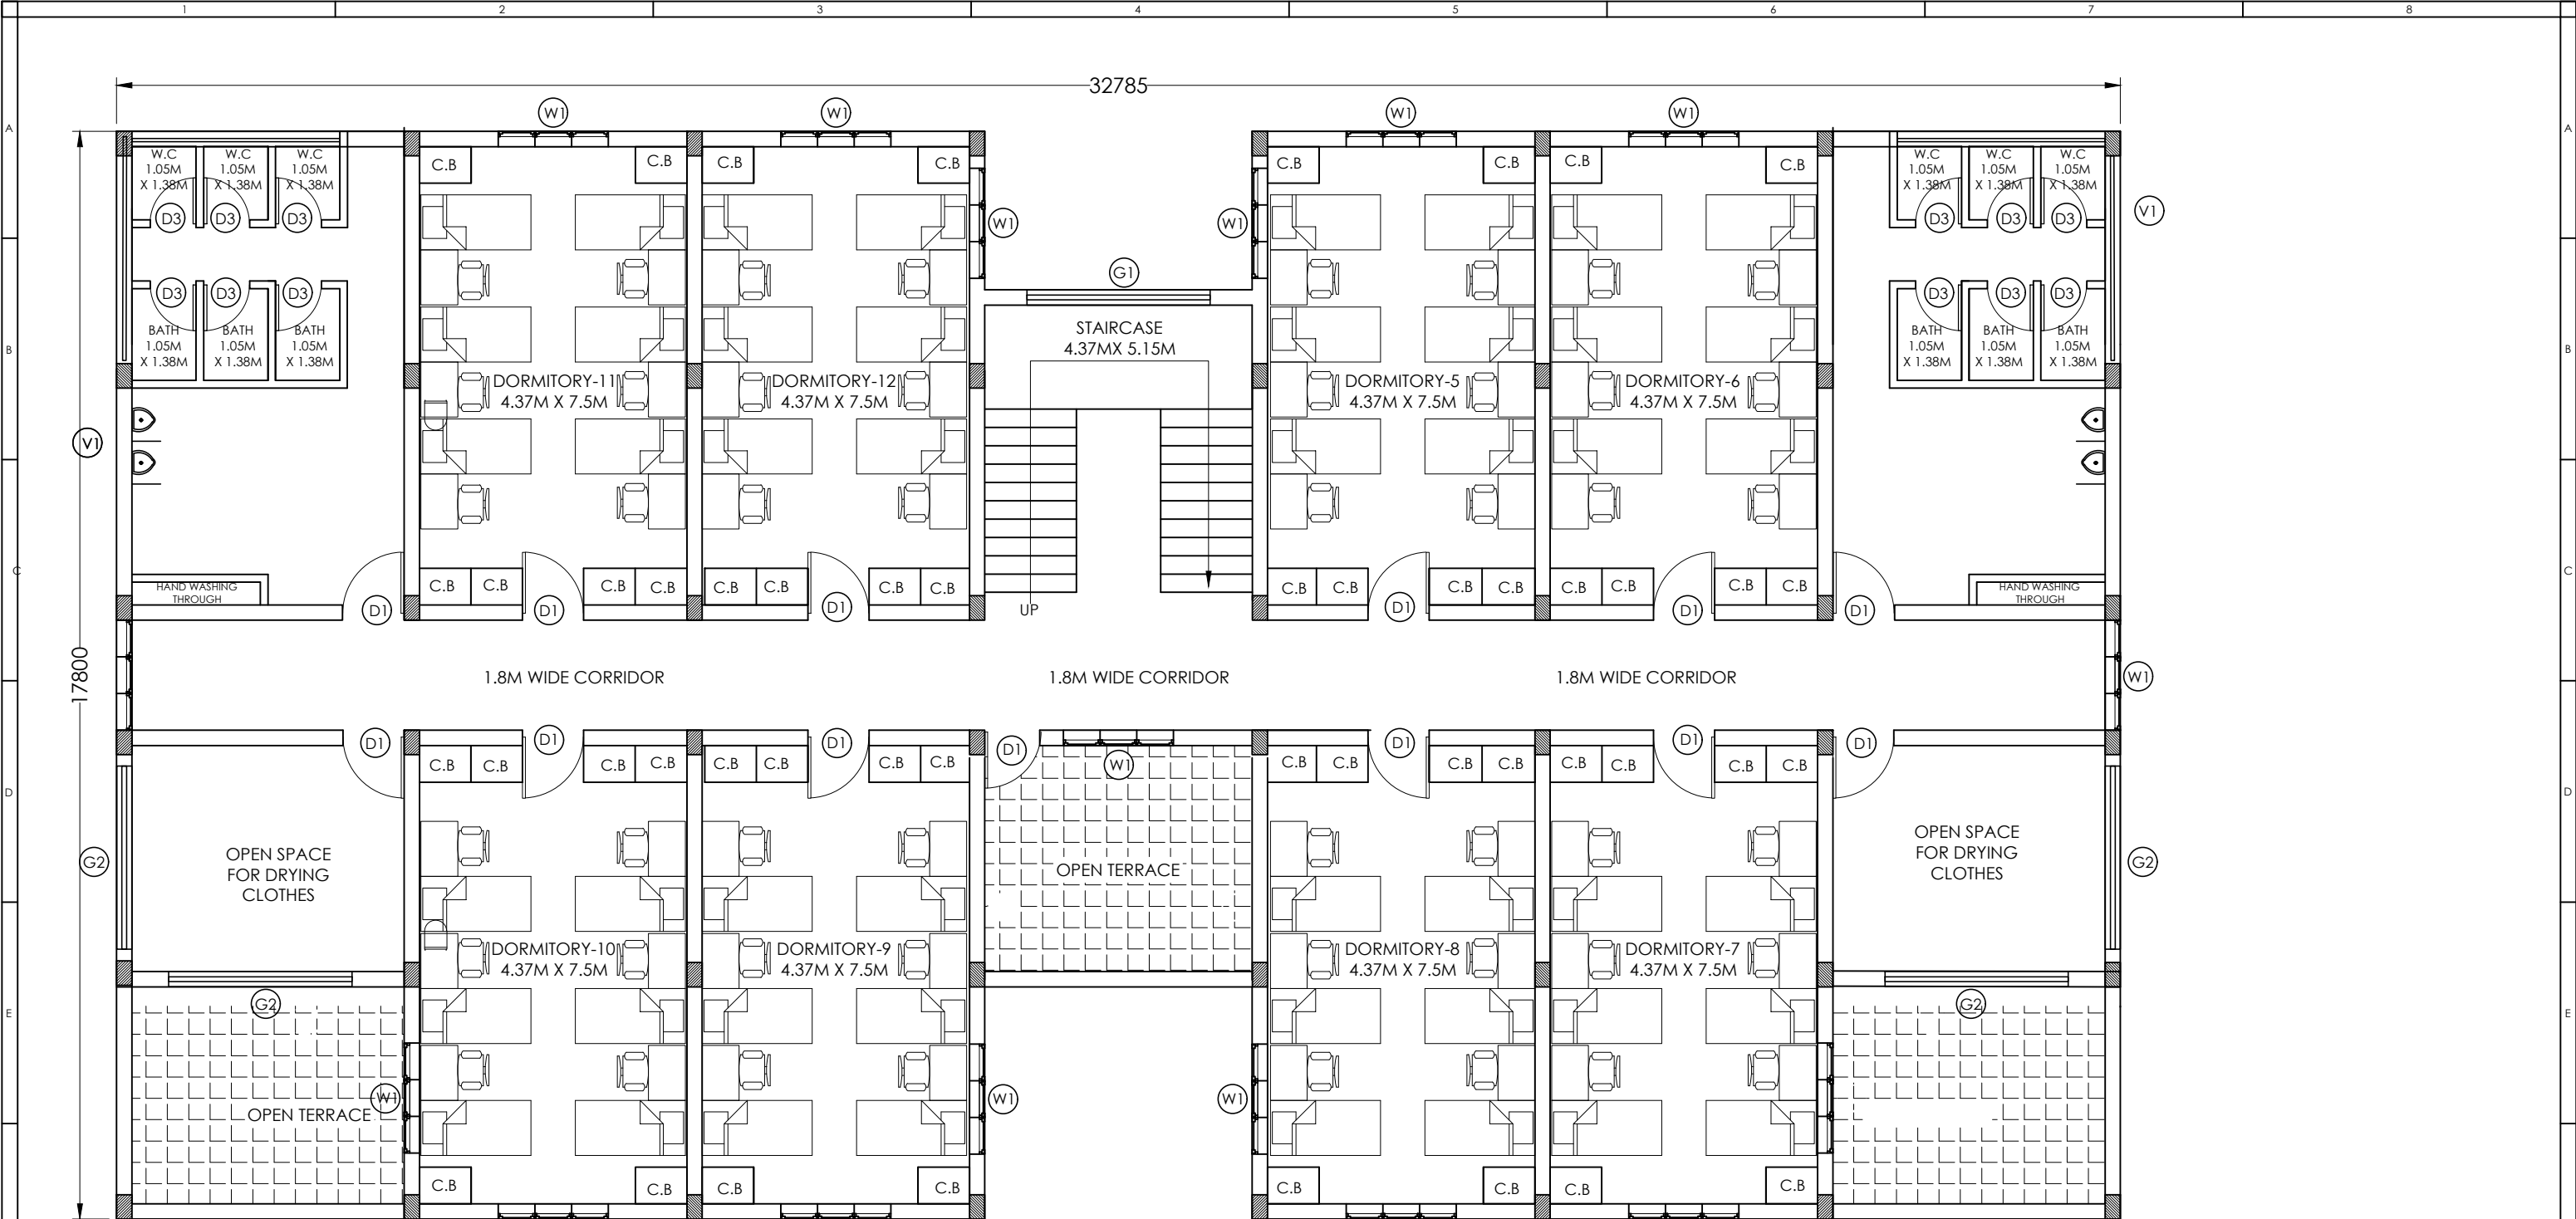 1 2 3 4 5 6 7 8
32785
A A
W1 W1 W1 W1
W.C W.C W.C
1.05M 1.05M 1.05M
X 1.38M X 1.38M X 1.38M
C.B C.B C.B C.B C.B C.B C.B C.B
W.C W.C W.C
1.05M 1.05M 1.05M
X 1.38M X 1.38M X 1.38M
D3 D3 D3 W1 W1 D3 D3 D3 V1
G1
D3 D3 D3 D3 D3 D3
B B
BATH BATH BATH
1.05M 1.05M 1.05M
X 1.38M X 1.38M X 1.38M
STAIRCASE
4.37MX 5.15M
BATH BATH BATH
1.05M 1.05M 1.05M
X 1.38M X 1.38M X 1.38M
DORMITORY-11
4.37M X 7.5M
DORMITORY-12
4.37M X 7.5M
DORMITORY-5
4.37M X 7.5M
DORMITORY-6
4.37M X 7.5M
V1
C C
HAND WASHING
THROUGH
C.B C.B C.B C.B C.B C.B C.B C.B C.B C.B C.B C.B C.B C.B C.B C.B
HAND WASHING
THROUGH
D1 D1 D1 UP D1 D1 D1
17800
1.8M WIDE CORRIDOR 1.8M WIDE CORRIDOR 1.8M WIDE CORRIDOR W1
D1 D1 D1 D1 D1 D1 D1
W1
C.B C.B C.B C.B C.B C.B C.B C.B C.B C.B C.B C.B C.B C.B C.B C.B
D D
G2
OPEN SPACE
FOR DRYING
CLOTHES
OPEN TERRACE
OPEN SPACE
FOR DRYING
CLOTHES
G2
DORMITORY-10
4.37M X 7.5M
DORMITORY-9
4.37M X 7.5M
DORMITORY-8
4.37M X 7.5M
DORMITORY-7
4.37M X 7.5M
E E
G2 G2
W1 W1 W1
OPEN TERRACE
C.B C.B C.B C.B C.B C.B C.B C.B